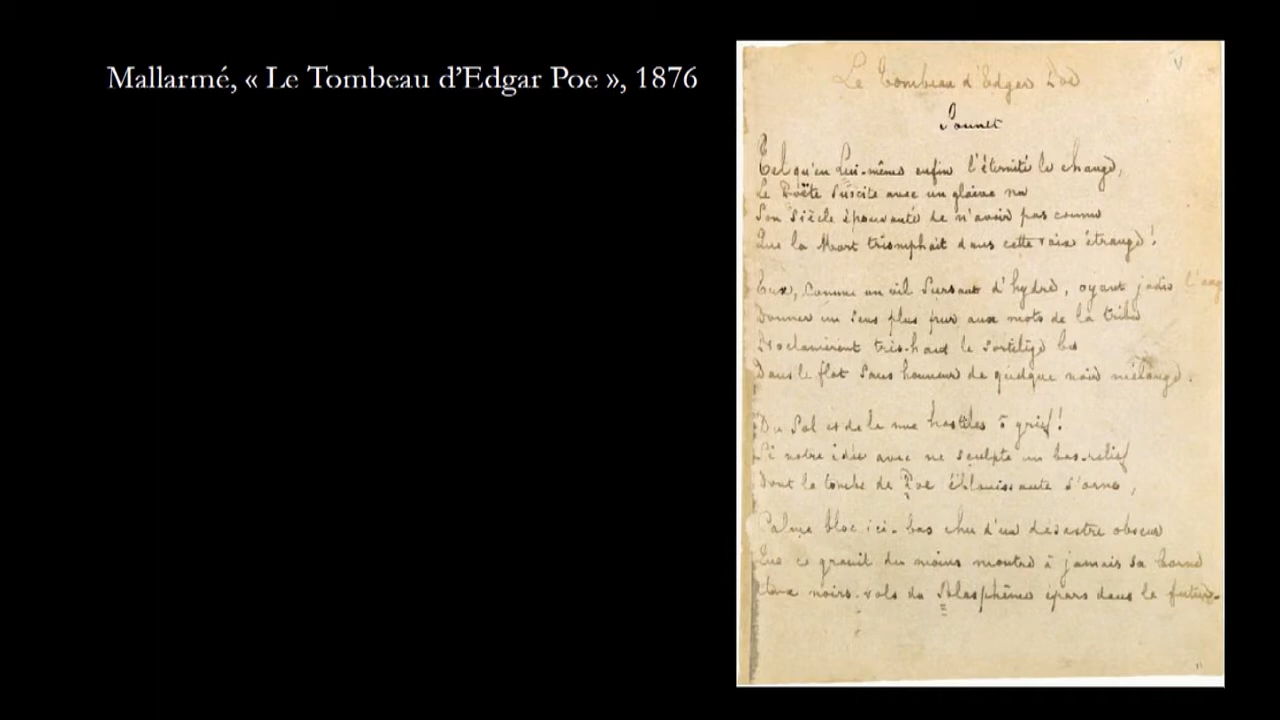 Mallarmé, « Le Tombeau d’Edgar Poe », 1876
Le Tombeau d'Edgar Poe
Sonnet
Tel qu'en Lui-même enfin l'éternité le change,
Le Poëte suscite avec un glaive nu
Son Siècle épouvanté de n'avoir pas connu
Que la Mort triomphait dans cette voix étrange !
Eux, comme un vil sursaut d'hydre, oyant jadis l'ang
Donner un sens plus pur aux mots de la tribu
Proclamèrent très-haut le sortilège bu
Dans le flot sans honneur de quelque noir mélange.
Du Sol et de la nue hostiles ô grief !
Si notre idée avec ne sculpte un bas-relief
Dont la tombe de Poe éblouissante s'orne,
Calme bloc ici-bas chu d'un désastre obscur
Que ce granit du moins montre à jamais sa borne
Aux noirs vols du Blasphème épars dans le futur.